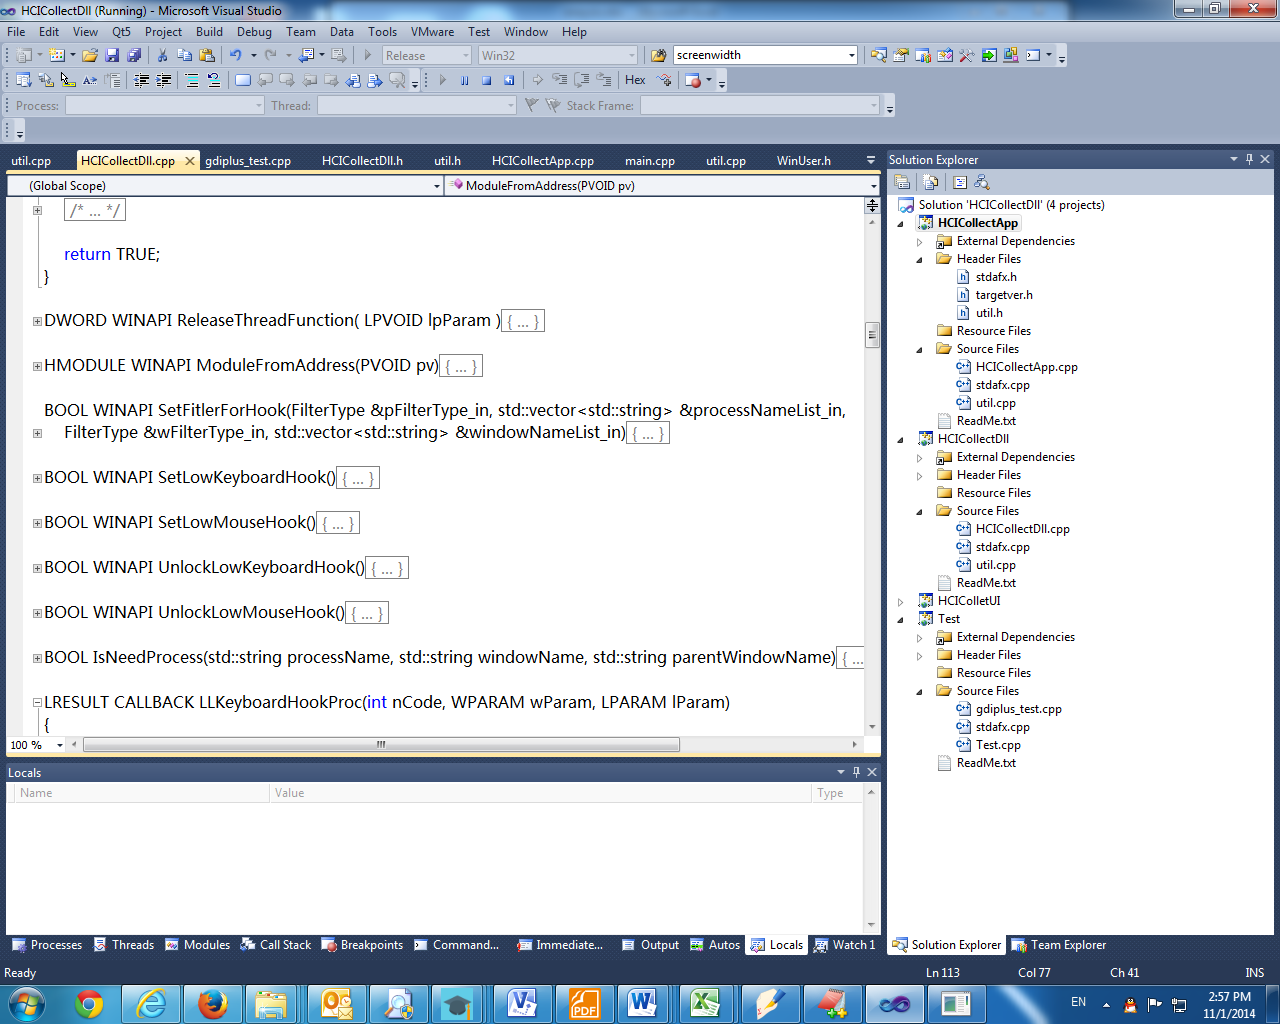 HCICollectDll (Running) - Microsoft Visual Studio
File Edit View Qt5 Project Build Debug Team Data Tools VMware Test Window Help
Release Win32 screenwidth
Hex
Process: Thread: Stack Frame:
util.cpp HCICollectDll.cpp gdiplus_test.cpp HCICollectDll.h util.h HCICollectApp.cpp main.cpp util.cpp WinUser.h
(Global Scope) ModuleFromAddress(PVOID pv)
/* ... */
return TRUE;
}
DWORD WINAPI ReleaseThreadFunction( LPVOID lpParam ){ ... }
HMODULE WINAPI ModuleFromAddress(PVOID pv){ ... }
BOOL WINAPI SetFitlerForHook(FilterType &pFilterType_in, std::vector<std::string> &processNameList_in,
FilterType &wFilterType_in, std::vector<std::string> &windowNameList_in){ ... }
BOOL WINAPI SetLowKeyboardHook(){ ... }
BOOL WINAPI SetLowMouseHook(){ ... }
BOOL WINAPI UnlockLowKeyboardHook(){ ... }
BOOL WINAPI UnlockLowMouseHook(){ ... }
BOOL IsNeedProcess(std::string processName, std::string windowName, std::string parentWindowName){ ...
LRESULT CALLBACK LLKeyboardHookProc(int nCode, WPARAM wParam, LPARAM lParam)
{
100 %
Locals
Name Value Type
Processes Threads Modules Call Stack Breakpoints Command... Immediate... Output Autos Locals Watch 1
Solution Explorer
Solution 'HCICollectDll' (4 projects)
HCICollectApp
External Dependencies
Header Files
stdafx.h
targetver.h
util.h
Resource Files
Source Files
HCICollectApp.cpp
stdafx.cpp
util.cpp
ReadMe.txt
HCICollectDll
External Dependencies
Header Files
Resource Files
Source Files
HCICollectDll.cpp
stdafx.cpp
util.cpp
ReadMe.txt
HCIColletUI
Test
External Dependencies
Header Files
Resource Files
Source Files
gdiplus_test.cpp
stdafx.cpp
Test.cpp
ReadMe.txt
Solution Explorer Team Explorer
Ready Ln 113 Col 77 Ch 41 INS
PDF
EN 2:57 PM
11/1/2014